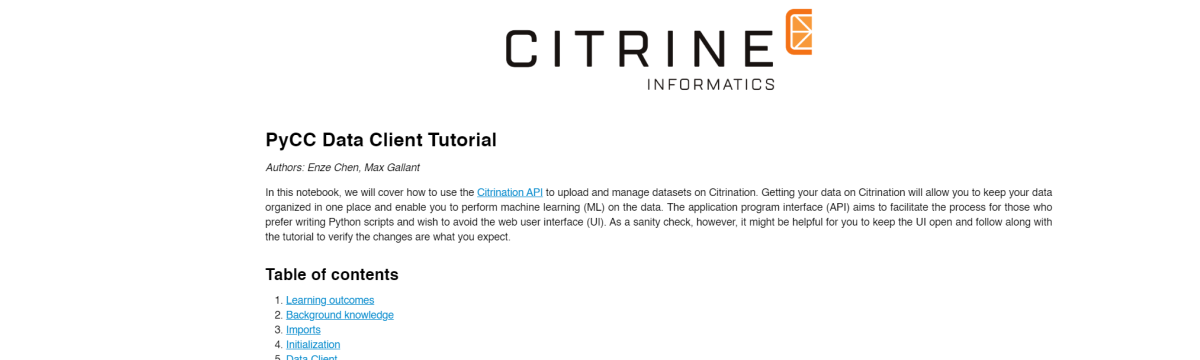 CITRINE
INFORMATICS
PyCC Data Client Tutorial
Authors: Enze Chen, Max Gallant
In this notebook, we will cover how to use the Citrination API to upload and manage datasets on Citrination. Getting your data on Citrination will allow you to keep your data
organized in one place and enable you to perform machine learning (ML) on the data. The application program interface (API) aims to facilitate the process for those who
prefer writing Python scripts and wish to avoid the web user interface (UI). As a sanity check, however, it might be helpful for you to keep the UI open and follow along with
the tutorial to verify the changes are what you expect.
Table of contents
1. Learning outcomes
2. Background knowledge
3. Imports
4. Initialization
5. Data Client